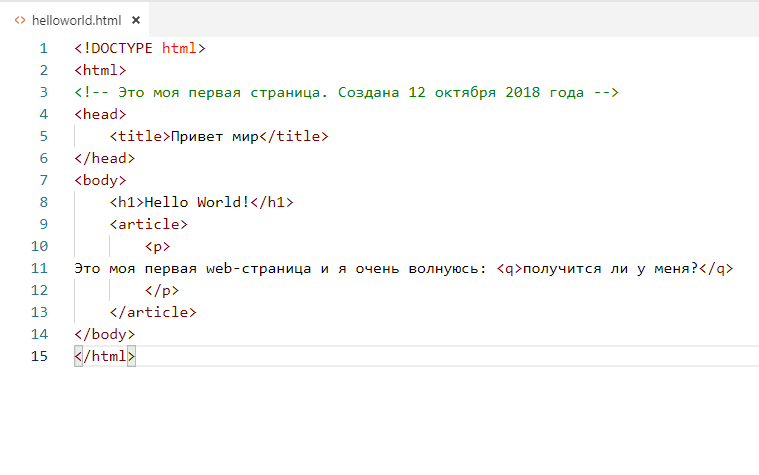 helloworld.html
1 <!DOCTYPE html>
2 <html>
3 <!-- Это моя первая страница. Создана 12 октября 2018 года -->
4 <head>
5 <title>Привет мир</title>
6 </head>
7 <body>
8 <h1>Hello World!</h1>
9 <article>
10 <p>
11 Это моя первая web-страница и я очень волнуюсь: <q>получится ли у меня?</q>
12 </p>
13 </article>
14 </body>
15 </html>